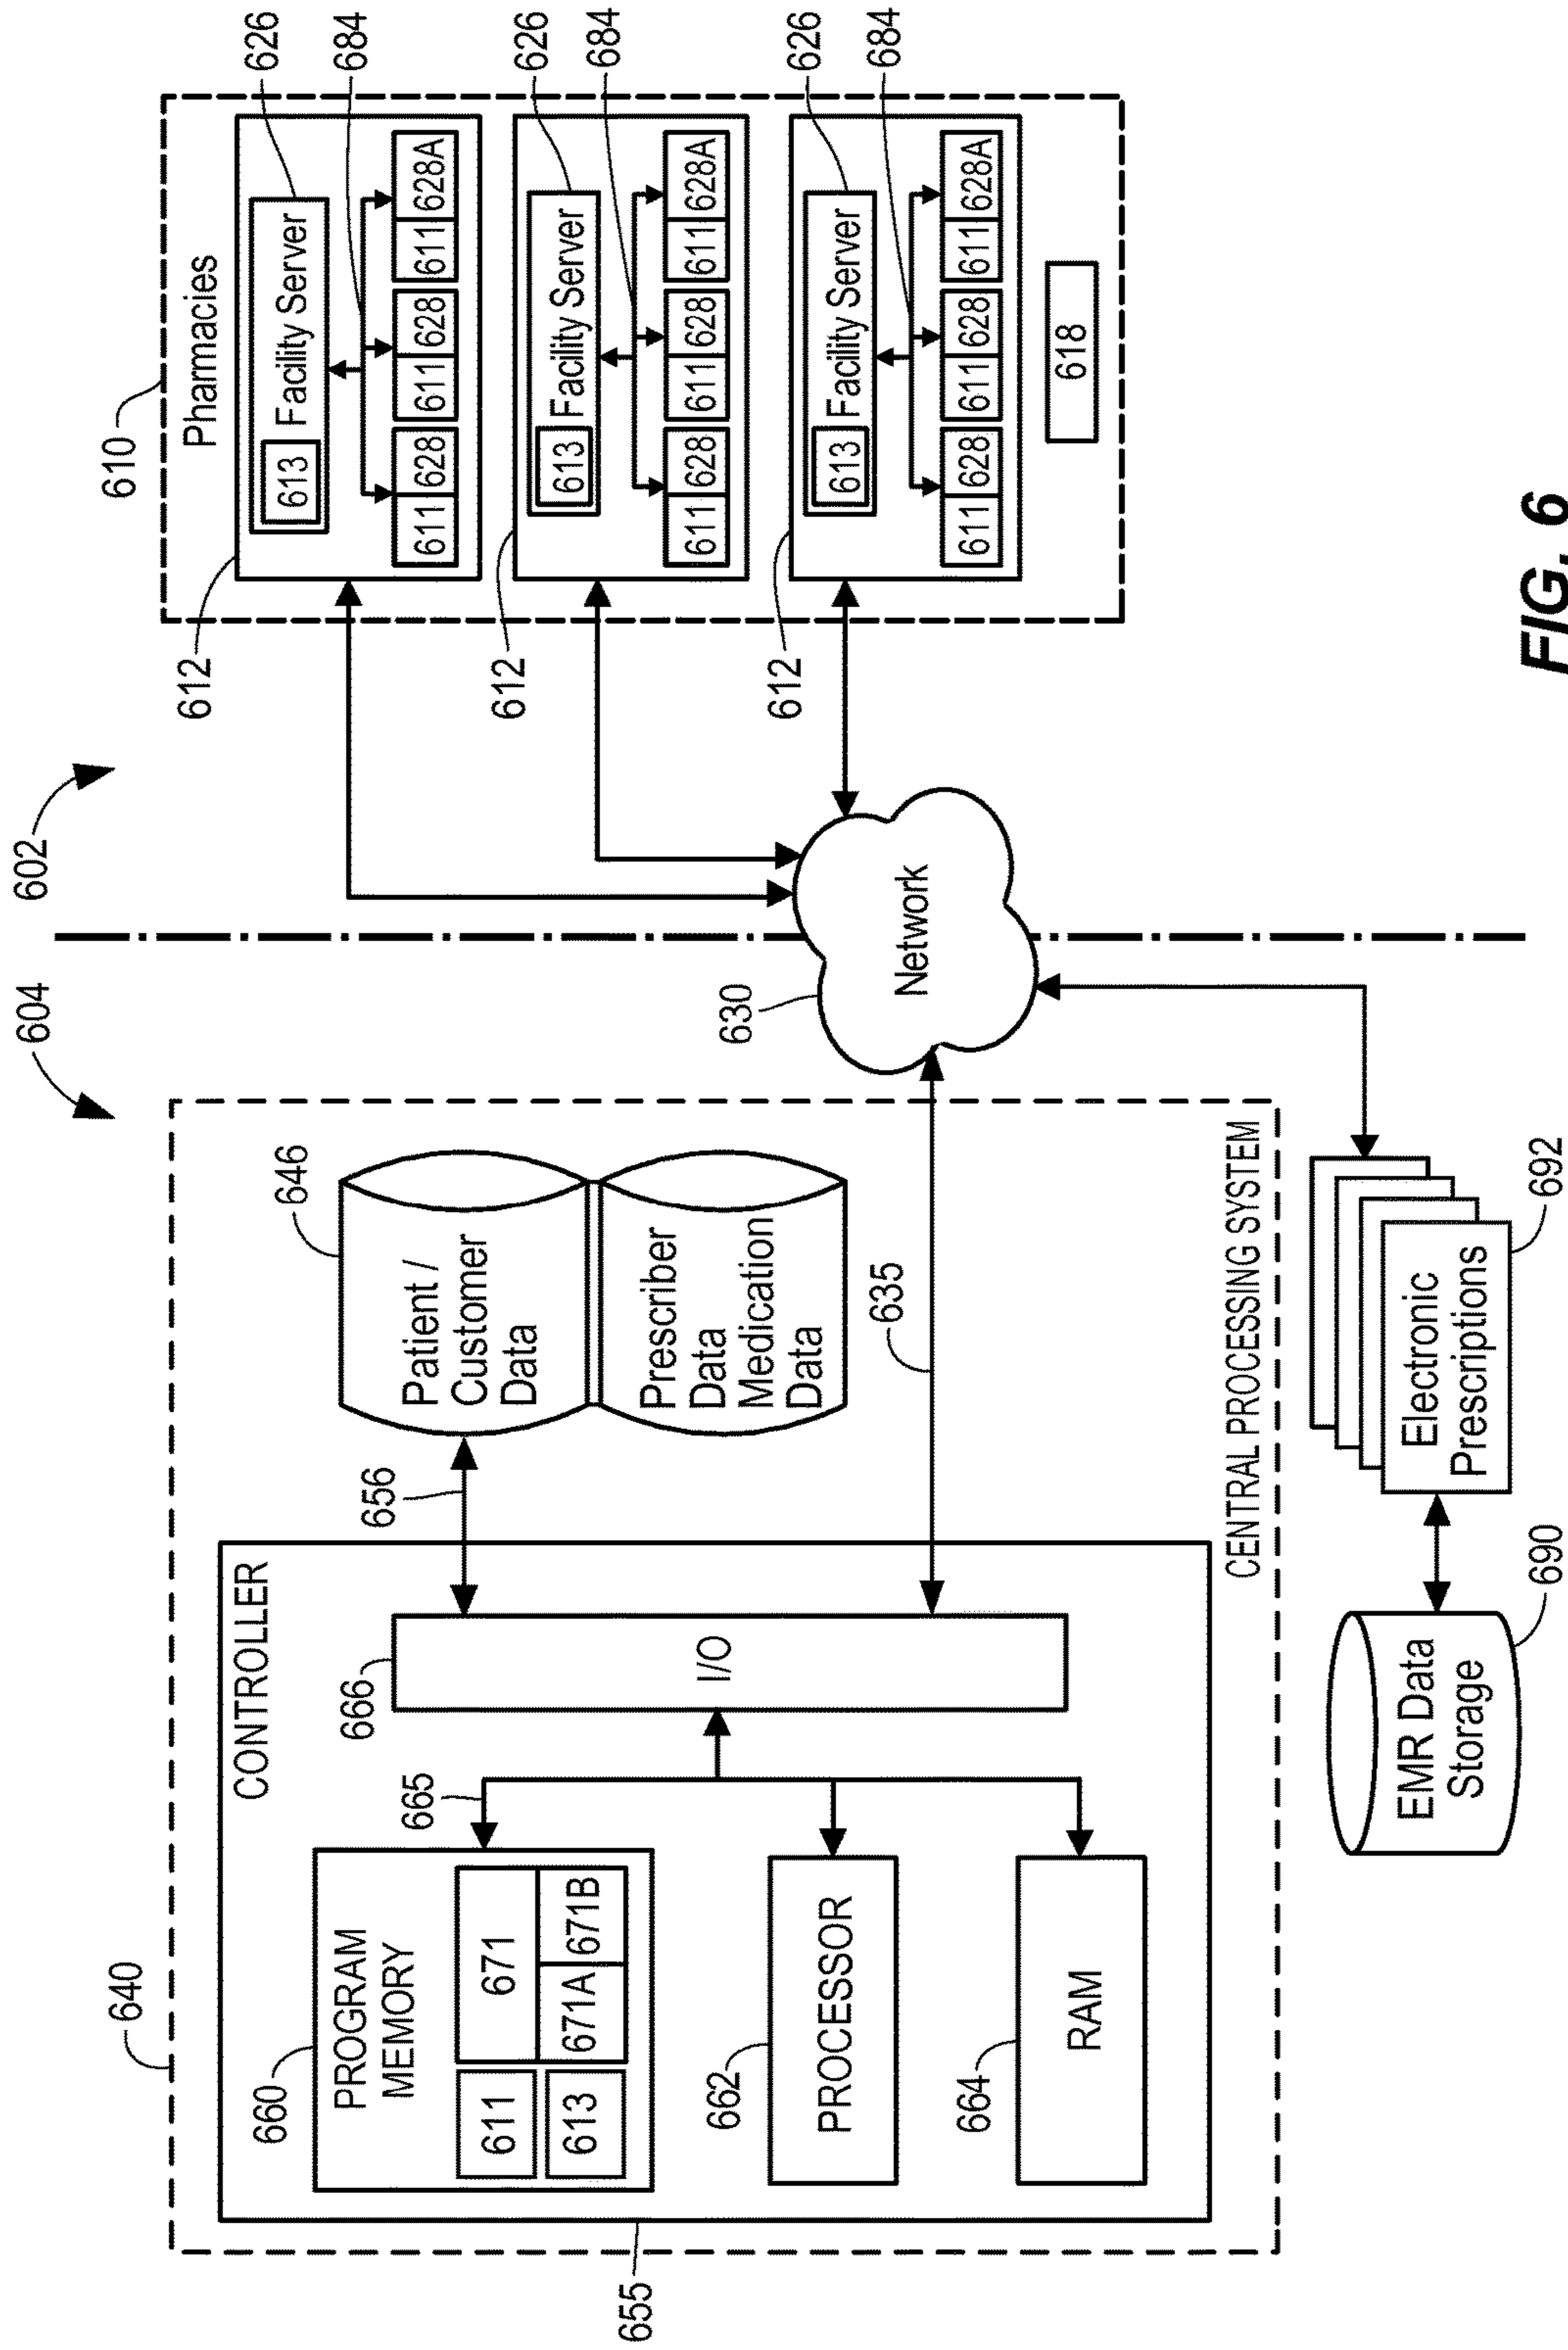 604
602
640
655
CONTROLLER
660
PROGRAM
MEMORY
611
613
671
671A
671B
665
662
PROCESSOR
664
RAM
666
I/O
656
646
Patient /
Customer
Data
Prescriber
Data
Medication
Data
635
CENTRAL PROCESSING SYSTEM
630
Network
690
EMR Data
Storage
692
Electronic
Prescriptions
610
Pharmacies
612
626
613
Facility Server
684
611 628
611 628
611 628A
612
626
613
Facility Server
684
611 628
611 628
611 628A
612
626
613
Facility Server
684
611 628
611 628
611 628A
618
FIG. 6